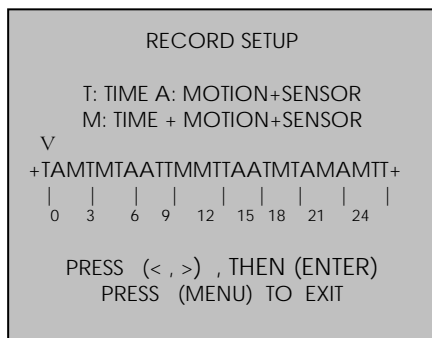 RECORD SETUP
T: TIME A: MOTION+SENSOR
M: TIME + MOTION+SENSOR
V
+TAMTMTAATTMMTTAATMTAMAMTT+
| | | | | | | | |
0 3 6 9 12 15 18 21 24
PRESS (< , >) , THEN (ENTER)
PRESS (MENU) TO EXIT